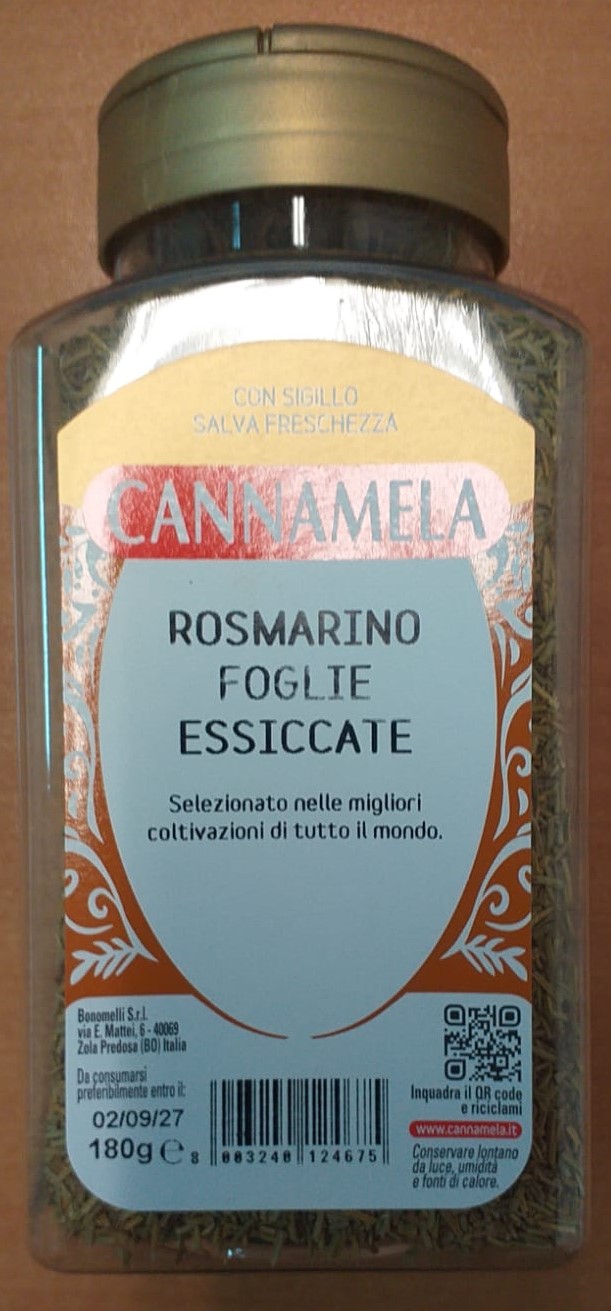 CON SIGILLO
SALVA FRESCHEZZA
CANNAMELA
ROSMARINO
FOGLIE
ESSICCATE
Selezionato nelle migliori
coltivazioni di tutto il mondo.
Bonomelli S.r.l.
via E. Mattei, 6 - 40069
Zola Predosa (BO) Italia
Da consumarsi
preferibilmente entro il:
02/09/27
180g e
8 003240 124675
Inquadra il QR code
e riciclami
www.cannamela.it
Conservare lontano
da luce, umidità
e fonti di calore.